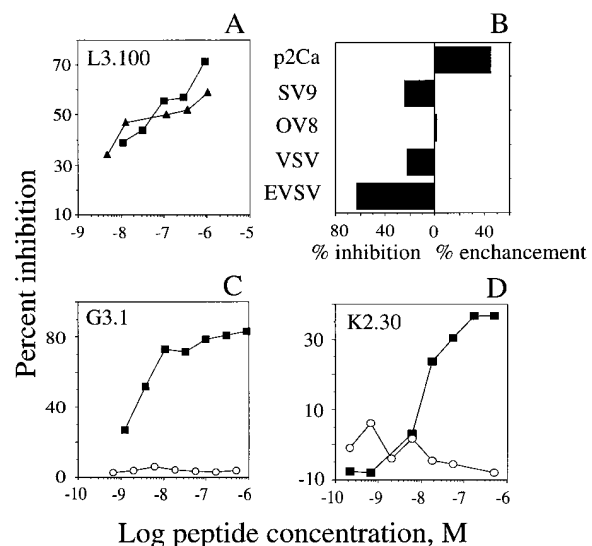 A
L3.100
70
50
30
10
-9 -8 -7 -6 -5
B
p2Ca
SV9
OV8
VSV
EVSV
80 40 0 40
% inhibition % enchancement
Percent inhibition
C
G3.1
80
40
0
-10 -9 -8 -7 -6
D
K2.30
30
10
-10
-10 -9 -8 -7 -6
Log peptide concentration, M